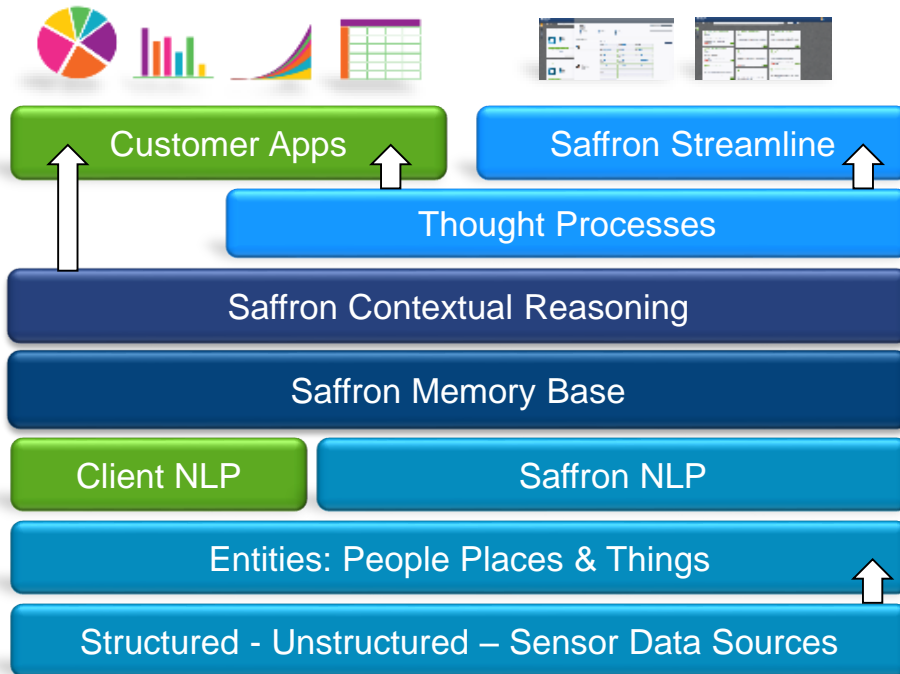 Customer Apps
Saffron Streamline
Thought Processes
Saffron Contextual Reasoning
Saffron Memory Base
Client NLP
Saffron NLP
Entities: People Places & Things
Structured - Unstructured – Sensor Data Sources